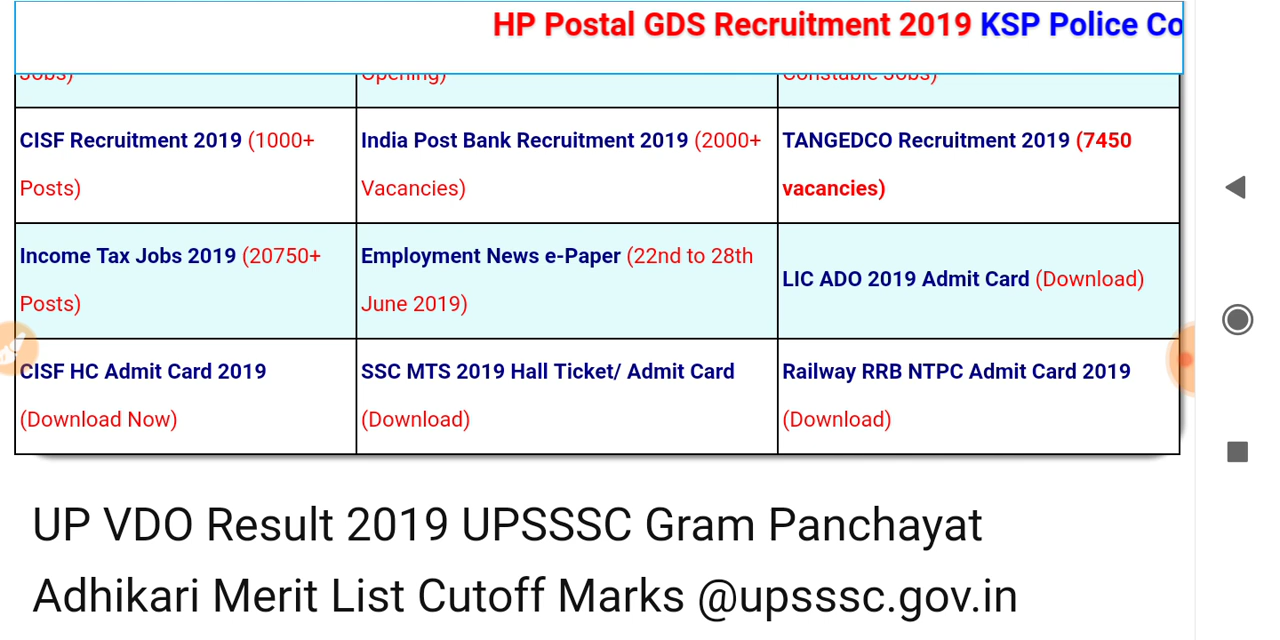 HP Postal GDS Recruitment 2019 KSP Police Co
Jobs) Opening) Constable Jobs)
CISF Recruitment 2019 (1000+
Posts)
India Post Bank Recruitment 2019 (2000+
Vacancies)
TANGEDCO Recruitment 2019 (7450
vacancies)
Income Tax Jobs 2019 (20750+
Posts)
Employment News e-Paper (22nd to 28th
June 2019)
LIC ADO 2019 Admit Card (Download)
CISF HC Admit Card 2019
(Download Now)
SSC MTS 2019 Hall Ticket/ Admit Card
(Download)
Railway RRB NTPC Admit Card 2019
(Download)
UP VDO Result 2019 UPSSSC Gram Panchayat
Adhikari Merit List Cutoff Marks @upsssc.gov.in